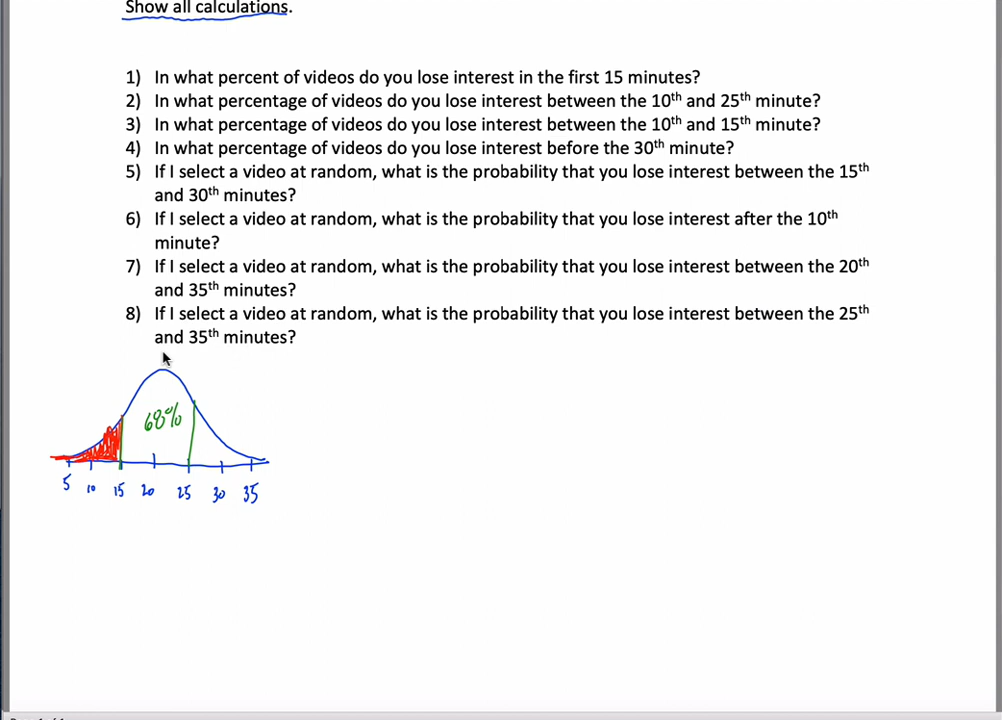 Show all calculations.
1) In what percent of videos do you lose interest in the first 15 minutes?
2) In what percentage of videos do you lose interest between the 10th and 25th minute?
3) In what percentage of videos do you lose interest between the 10th and 15th minute?
4) In what percentage of videos do you lose interest before the 30th minute?
5) If I select a video at random, what is the probability that you lose interest between the 15th
and 30th minutes?
6) If I select a video at random, what is the probability that you lose interest after the 10th
minute?
7) If I select a video at random, what is the probability that you lose interest between the 20th
and 35th minutes?
8) If I select a video at random, what is the probability that you lose interest between the 25th
and 35th minutes?
68%
5 10 15 20 25 30 35